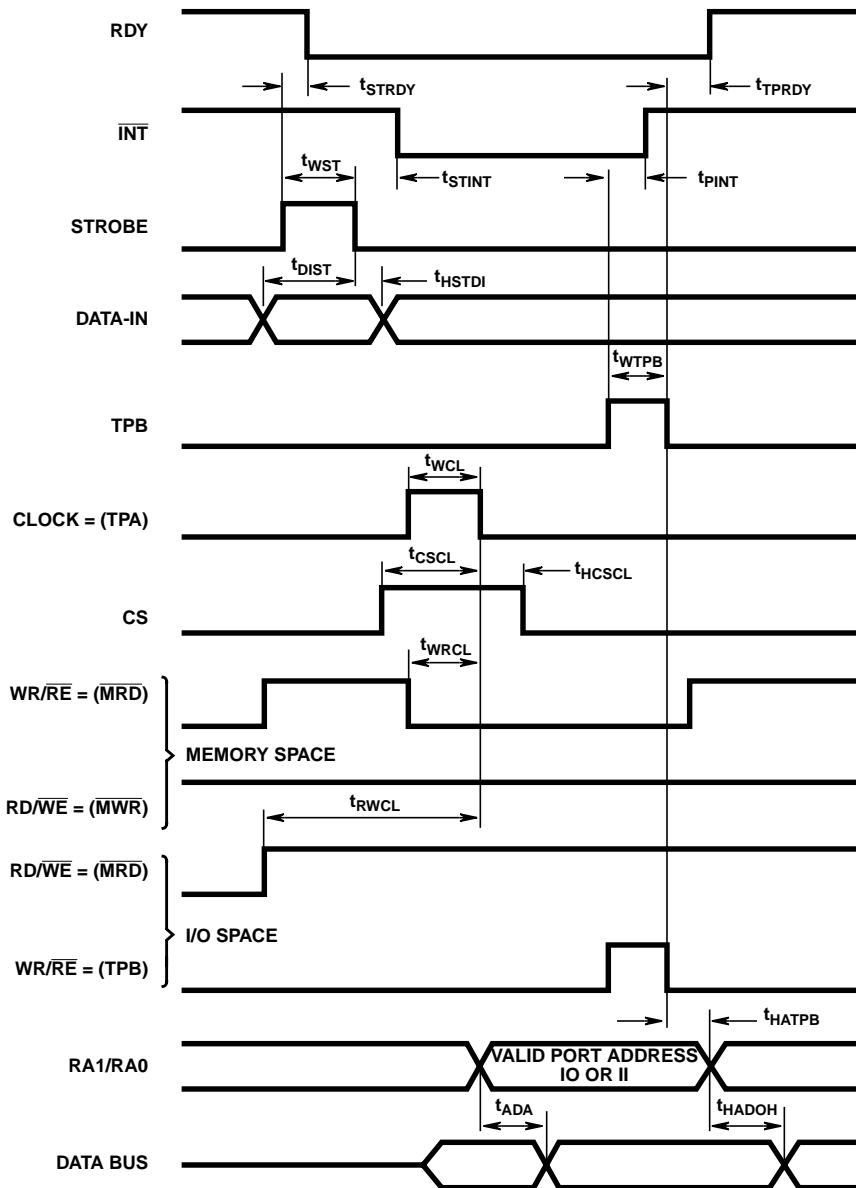 RDY
tSTRDY
tTPRDY
INT
tWST
tSTINT
tPINT
STROBE
tDIST
tHSTDI
DATA-IN
tWTPB
TPB
tWCL
CLOCK = (TPA)
tCSCL
tHCSCL
CS
tWRCL
WR/RE = (MRD)
MEMORY SPACE
RD/WE = (MWR)
tRWCL
RD/WE = (MRD)
I/O SPACE
WR/RE = (TPB)
tHATPB
RA1/RA0
VALID PORT ADDRESS
IO OR II
tADA
tHADOH
DATA BUS